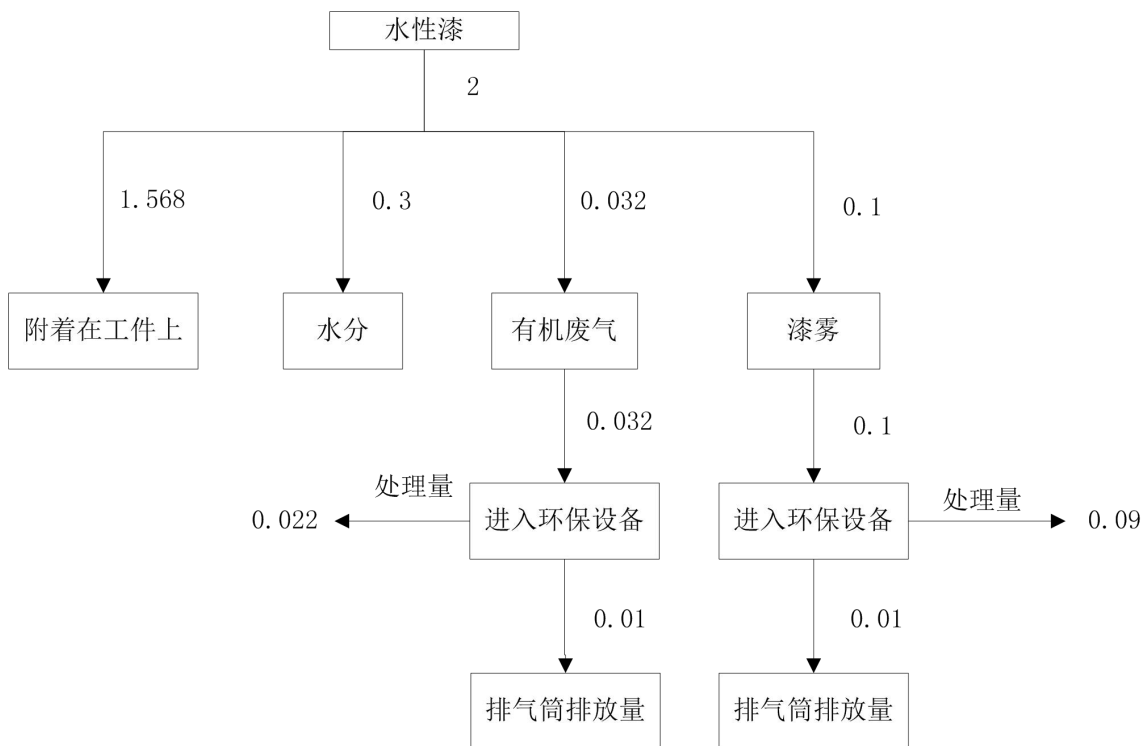 水性漆
2
1.568
0.3
0.032
0.1
附着在工件上
水分
有机废气
漆雾
0.032
0.1
处理量
处理量
0.022
进入环保设备
进入环保设备
0.09
0.01
0.01
排气筒排放量
排气筒排放量